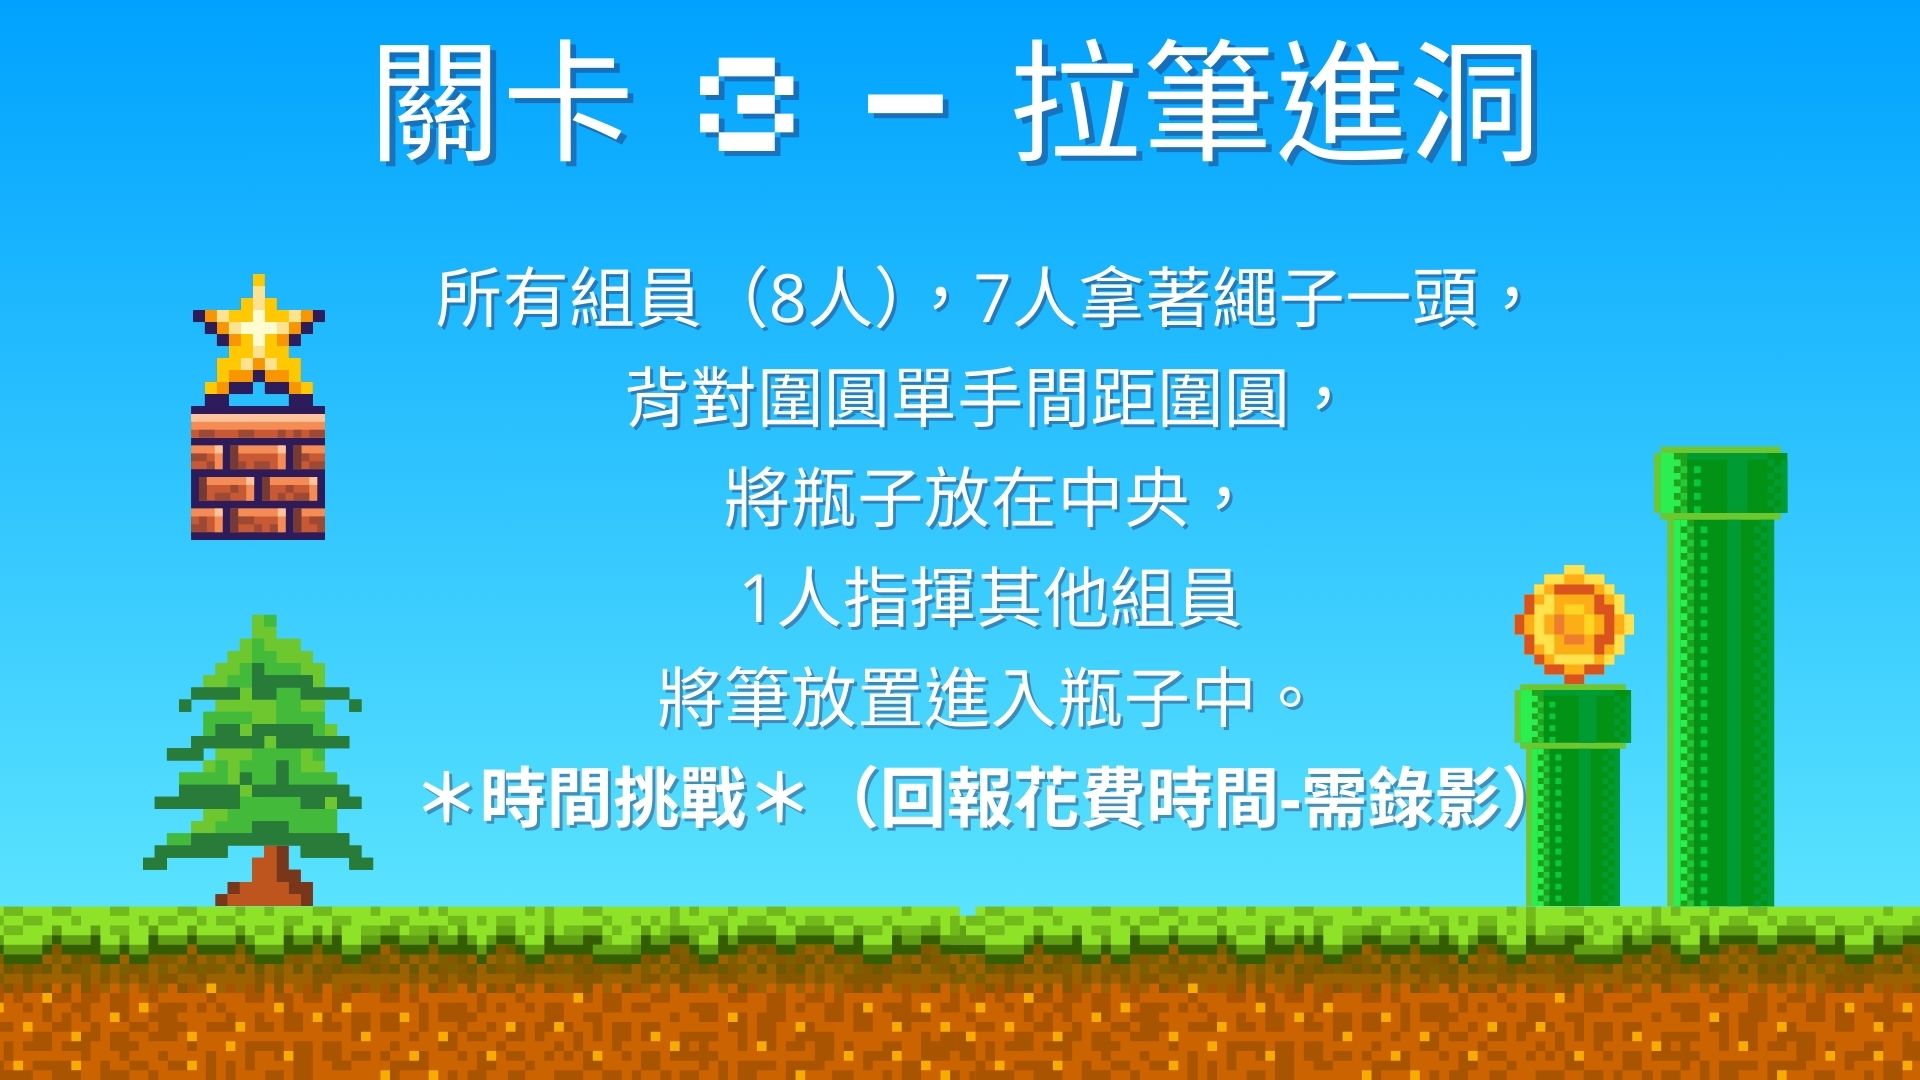 關卡 3 - 拉筆進洞
所有組員（8人），7人拿著繩子一頭，
背對圍圓單手間距圍圓，
將瓶子放在中央，
1人指揮其他組員
將筆放置進入瓶子中。
＊時間挑戰＊（回報花費時間-需錄影）